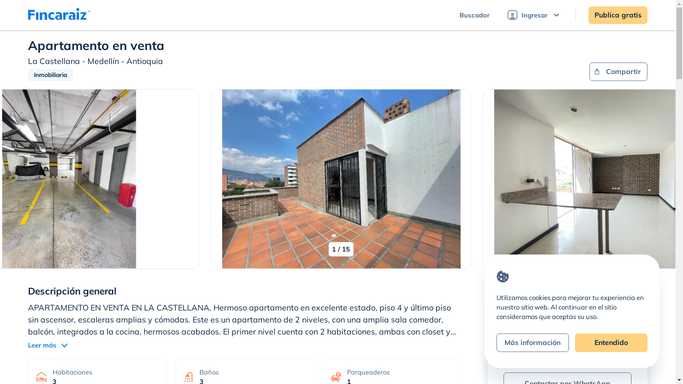 Fincaraiz
Buscador
Ingresar
Publica gratis
Apartamento en venta
La Castellana - Medellín - Antioquia
Inmobiliaria
Compartir
1 / 15
Descripción general
APARTAMENTO EN VENTA EN LA CASTELLANA, Hermoso apartamento en excelente estado, piso 4 y último piso
sin ascensor, escaleras amplias y cómodas. Este es un apartamento de 2 niveles, con una amplia sala comedor,
balcón, integrados a la cocina, hermosos acabados. El primer nivel cuenta con 2 habitaciones, ambas con closet y...
Leer más
Habitaciones
3
Baños
3
Parqueaderos
1
Utilizamos cookies para mejorar tu experiencia en
nuestro sitio web. Al continuar en el sitio
consideramos que aceptas su uso.
Más información
Entendido
Contactar por WhatsApp